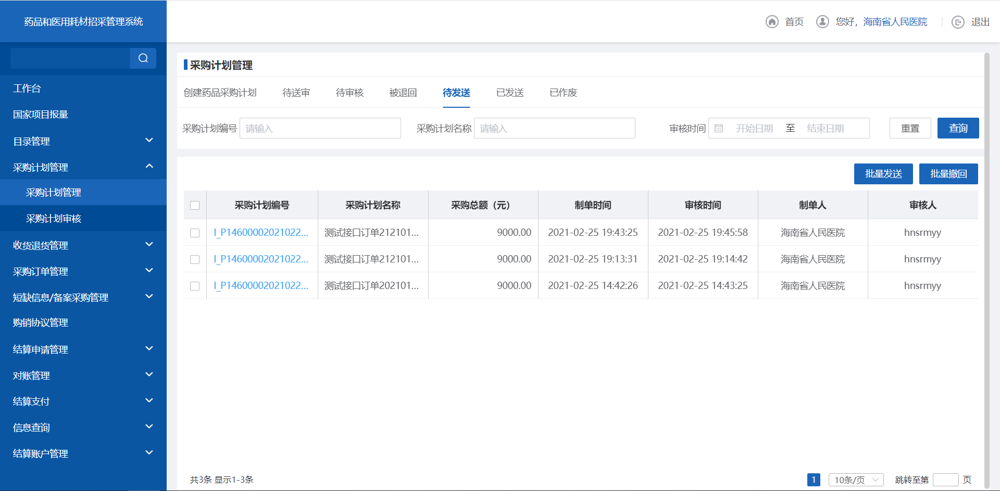 药品和医用耗材招采管理系统
首页 您好，海南省人民医院 退出
工作台
国家项目报量
目录管理
采购计划管理
采购计划管理
采购计划审核
收货退货管理
采购订单管理
短缺信息/备案采购管理
购销协议管理
结算申请管理
对账管理
结算支付
信息查询
结算账户管理
采购计划管理
创建药品采购计划 待送审 待审核 被退回 待发送 已发送 已作废
采购计划编号 请输入 采购计划名称 请输入 审核时间 开始日期 至 结束日期 重置 查询
批量发送 批量撤回
采购计划编号 采购计划名称 采购总额（元） 制单时间 审核时间 制单人 审核人
I_P14600002021022... 测试接口订单212101... 9000.00 2021-02-25 19:43:25 2021-02-25 19:45:58 海南省人民医院 hnsrmyy
I_P14600002021022... 测试接口订单212101... 9000.00 2021-02-25 19:13:31 2021-02-25 19:14:42 海南省人民医院 hnsrmyy
I_P14600002021022... 测试接口订单202101... 9000.00 2021-02-25 14:42:26 2021-02-25 14:43:25 海南省人民医院 hnsrmyy
共3条 显示1-3条 1 10条/页 跳转至第 页